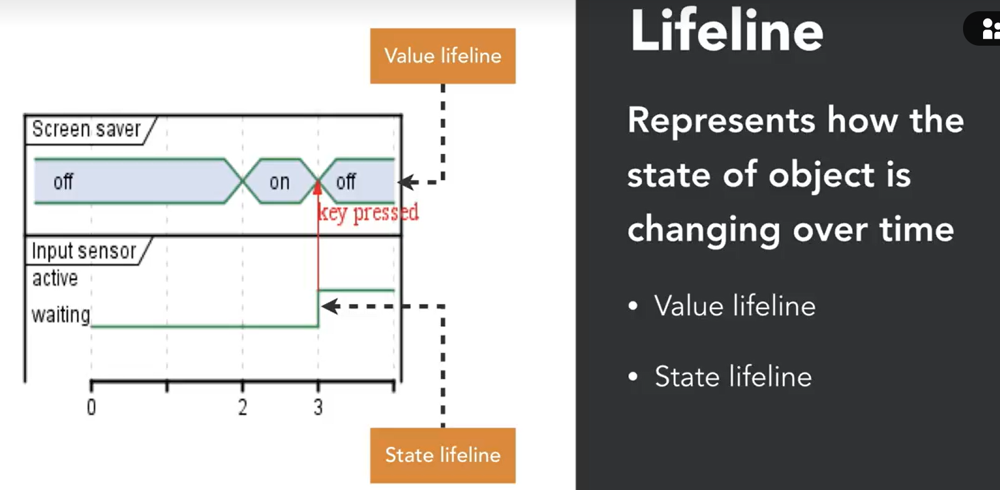 Value lifeline
Screen saver
off
on
off
key pressed
Input sensor
active
waiting
0
2
3
State lifeline
Lifeline
Represents how the
state of object is
changing over time
• Value lifeline
• State lifeline